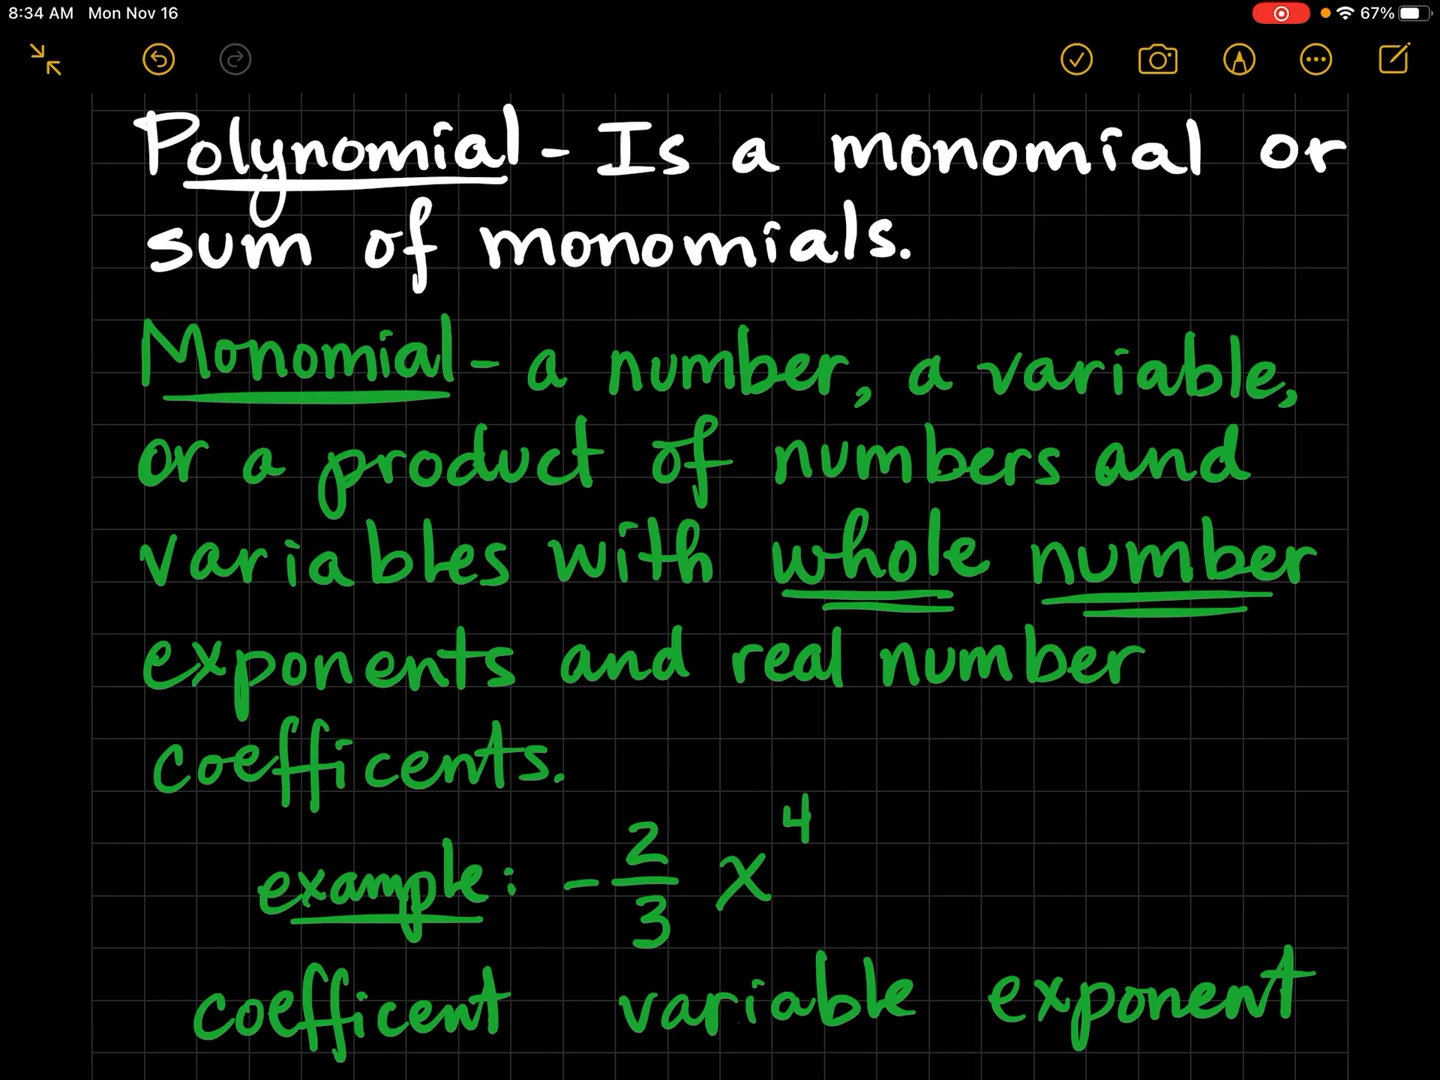 8:34 AM Mon Nov 16 67%
Polynomial - Is a monomial or
sum of monomials.
Monomial - a number, a variable,
or a product of numbers and
variables with whole number
exponents and real number
coefficents.
example: - 2/3 x^4
coefficent variable exponent